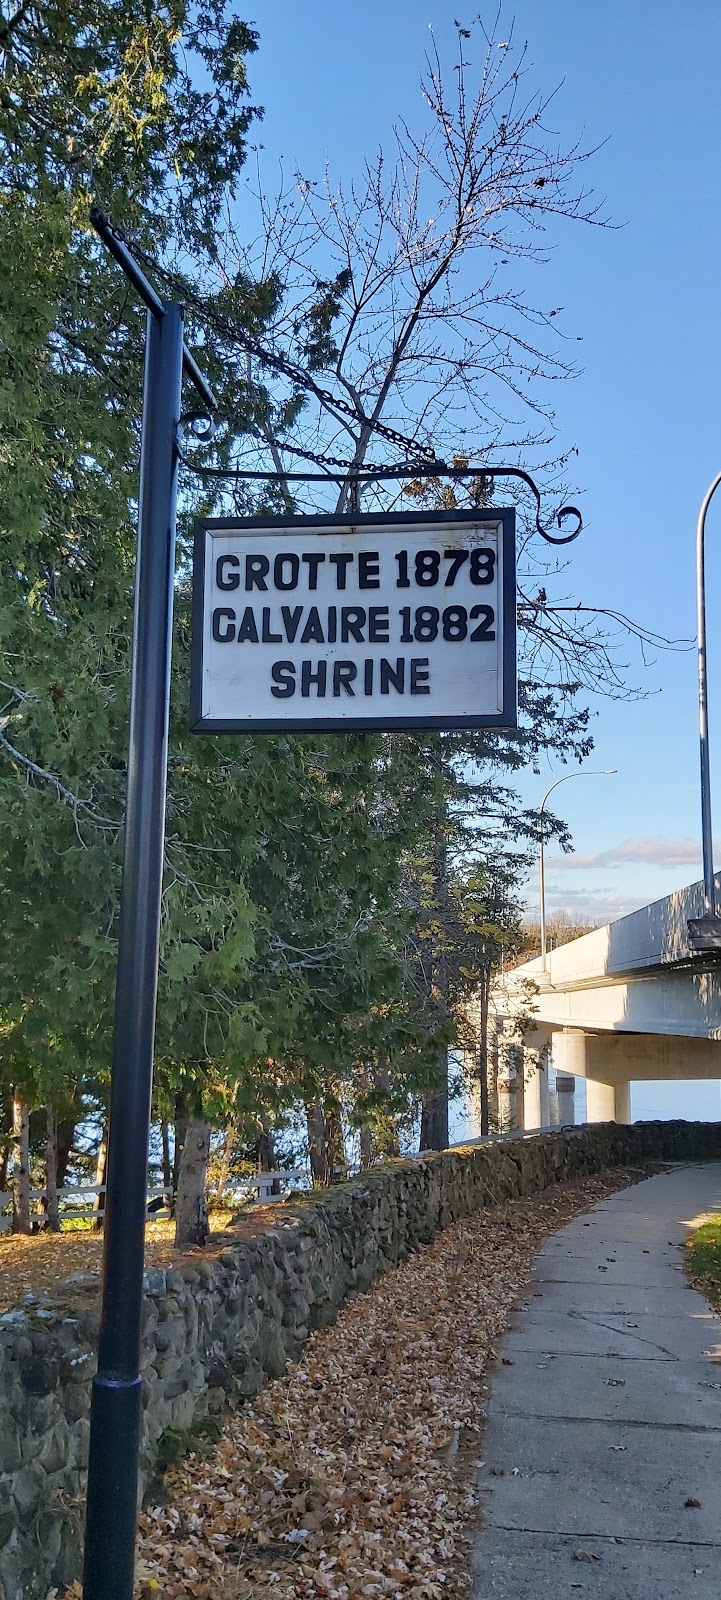 GROTTE 1878
CALVAIRE 1882
SHRINE